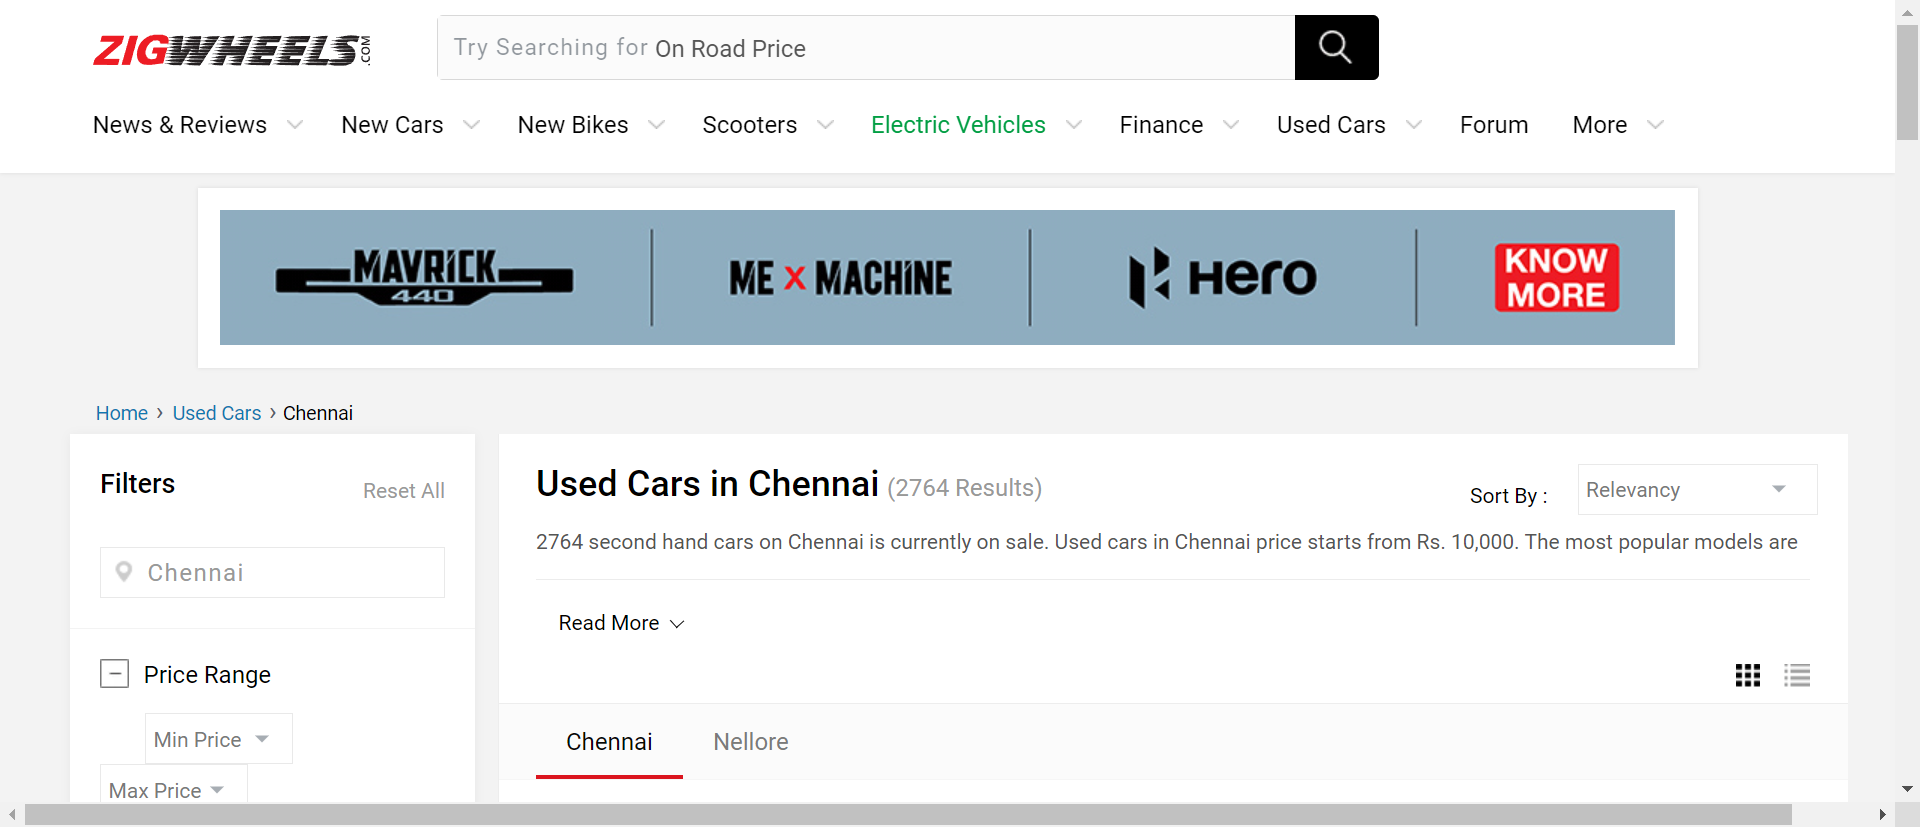 ZIGWHEELS.COM
Try Searching for On Road Price
News & Reviews New Cars New Bikes Scooters Electric Vehicles Finance Used Cars Forum More
MAVRICK
440
ME X MACHINE
Hero
KNOW
MORE
Home › Used Cars › Chennai
Filters
Reset All
Chennai
Price Range
Min Price
Max Price
Used Cars in Chennai (2764 Results)
Sort By :
Relevancy
2764 second hand cars on Chennai is currently on sale. Used cars in Chennai price starts from Rs. 10,000. The most popular models are
Read More
Chennai Nellore